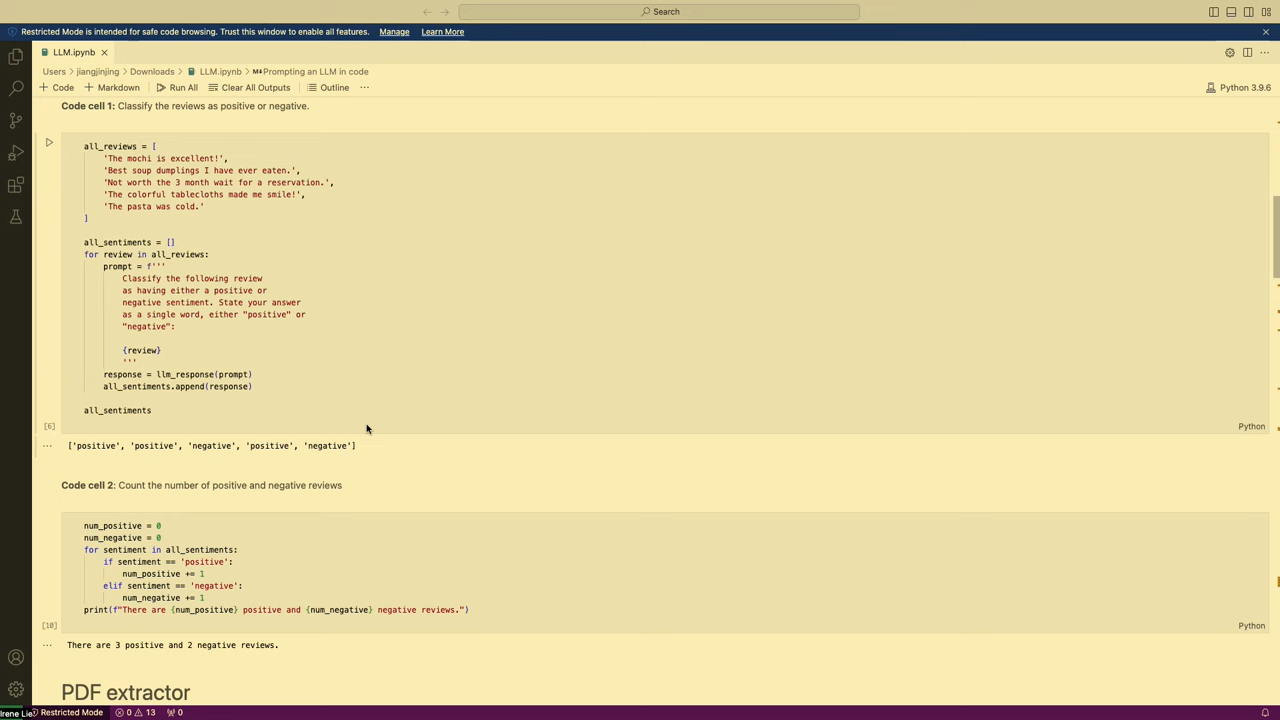 Search
Restricted Mode is intended for safe code browsing. Trust this window to enable all features. Manage Learn More
LLM.ipynb
Users > jiangjinjing > Downloads > LLM.ipynb > Prompting an LLM in code
+ Code + Markdown Run All Clear All Outputs Outline ... Python 3.9.6
Code cell 1: Classify the reviews as positive or negative.
all_reviews = [
    'The mochi is excellent!',
    'Best soup dumplings I have ever eaten.',
    'Not worth the 3 month wait for a reservation.',
    'The colorful tablecloths made me smile!',
    'The pasta was cold.'
]
all_sentiments = []
for review in all_reviews:
    prompt = f'''
        Classify the following review
        as having either a positive or
        negative sentiment. State your answer
        as a single word, either "positive" or
        "negative":
        {review}
        '''
    response = llm_response(prompt)
    all_sentiments.append(response)
all_sentiments
[6] Python
... ['positive', 'positive', 'negative', 'positive', 'negative']
Code cell 2: Count the number of positive and negative reviews
num_positive = 0
num_negative = 0
for sentiment in all_sentiments:
    if sentiment == 'positive':
        num_positive += 1
    elif sentiment == 'negative':
        num_negative += 1
print(f"There are {num_positive} positive and {num_negative} negative reviews.")
[10] Python
... There are 3 positive and 2 negative reviews.
PDF extractor
Irene Lie Restricted Mode 0 13 0